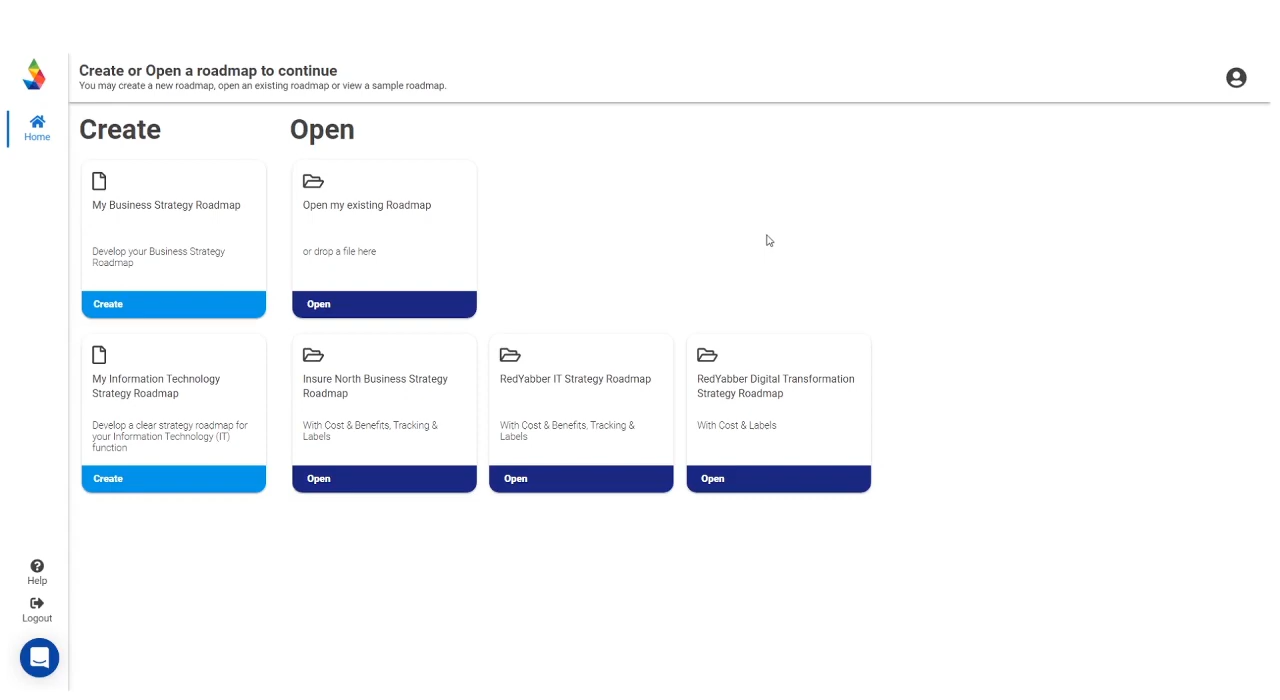 Create or Open a roadmap to continue
You may create a new roadmap, open an existing roadmap or view a sample roadmap.
Home
Create
Open
My Business Strategy Roadmap
Develop your Business Strategy
Roadmap
Create
Open my existing Roadmap
or drop a file here
Open
My Information Technology
Strategy Roadmap
Develop a clear strategy roadmap for
your Information Technology (IT)
function
Create
Insure North Business Strategy
Roadmap
With Cost & Benefits, Tracking &
Labels
Open
RedYabber IT Strategy Roadmap
With Cost & Benefits, Tracking &
Labels
Open
RedYabber Digital Transformation
Strategy Roadmap
With Cost & Labels
Open
Help
Logout